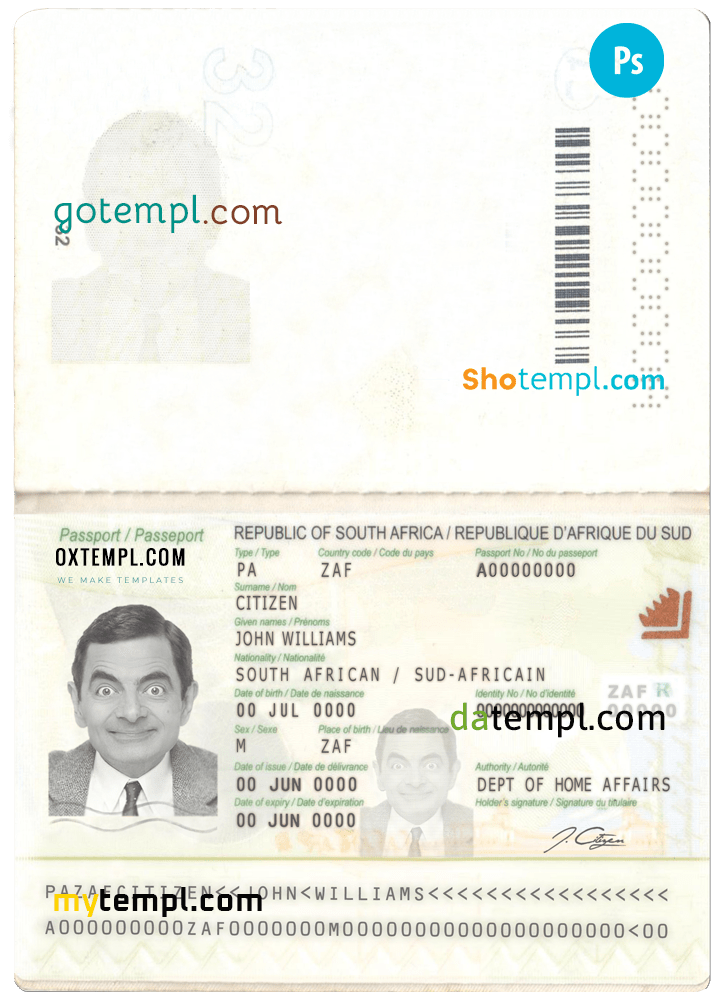 Ps
32
gotempl.com
32
Shotempl.com
Passport / Passeport
REPUBLIC OF SOUTH AFRICA / REPUBLIQUE D'AFRIQUE DU SUD
OXTEMPL.COM
WE MAKE TEMPLATES
Type / Type Country code / Code du pays Passport No / No du passeport
PA ZAF A00000000
Surname / Nom
CITIZEN
Given names / Prénoms
JOHN WILLIAMS
Nationality / Nationalité
SOUTH AFRICAN / SUD-AFRICAIN
Date of birth / Date de naissance Identity No / No d'identité
00 JUL 0000 0000000000000
ZAF R
00000
datempl.com
Sex / Sexe Place of birth / Lieu de naissance
M ZAF
Date of issue / Date de délivrance Authority / Autorité
00 JUN 0000 DEPT OF HOME AFFAIRS
Date of expiry / Date d'expiration Holder's signature / Signature du titulaire
00 JUN 0000
J. Citizen
PAZAFCITIZEN<<JOHN<WILLIAMS<<<<<<<<<<<<<<<<<
mytempl.com
A000000000ZAF0000000M0000000000000000000000<00